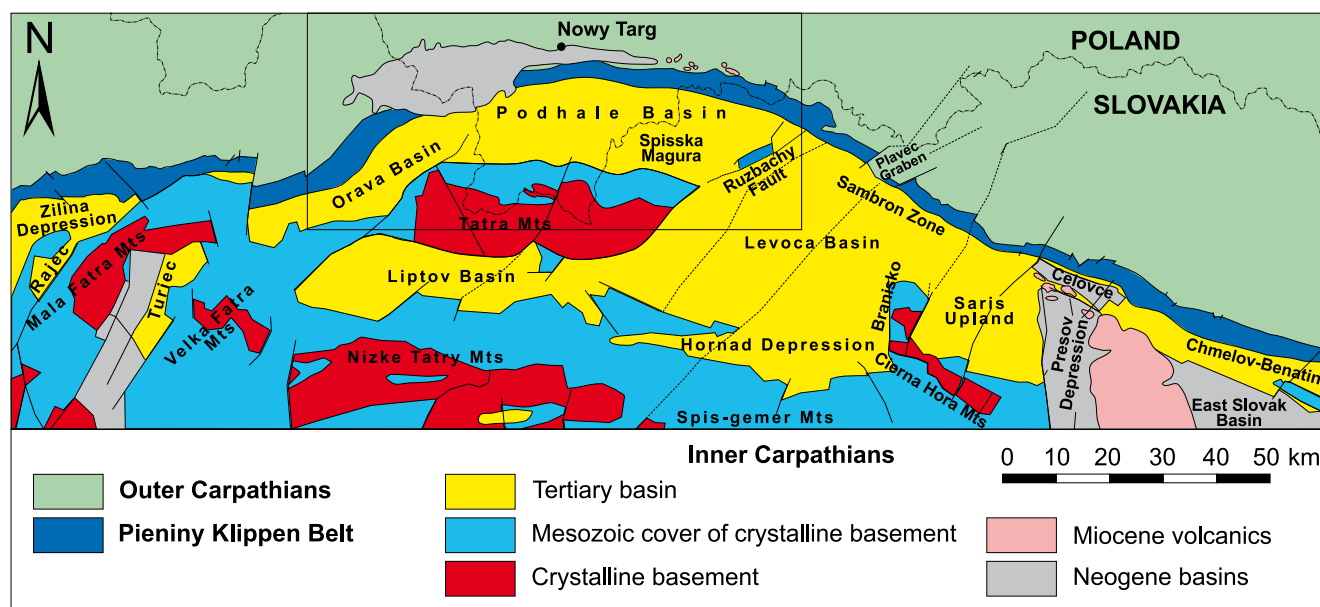 N
Nowy Targ
POLAND
SLOVAKIA
Podhale Basin
Spisska
Magura
Ruzbachy
Fault
Plavec
Graben
Orava Basin
Sambron Zone
Zilina
Depression
Tatra Mts
Levoca Basin
Rajec
Mala Fatra Mts
Turiec
Liptov Basin
Velka Fatra
Mts
Branisko
Saris
Upland
Celovce
Nizke Tatry Mts
Hornad Depression
Presov
Depression
Chmelov-Benatin
Cierna Hora Mts
Spis-gemer Mts
East Slovak
Basin
Inner Carpathians
0 10 20 30 40 50 km
Outer Carpathians
Pieniny Klippen Belt
Tertiary basin
Mesozoic cover of crystalline basement
Crystalline basement
Miocene volcanics
Neogene basins